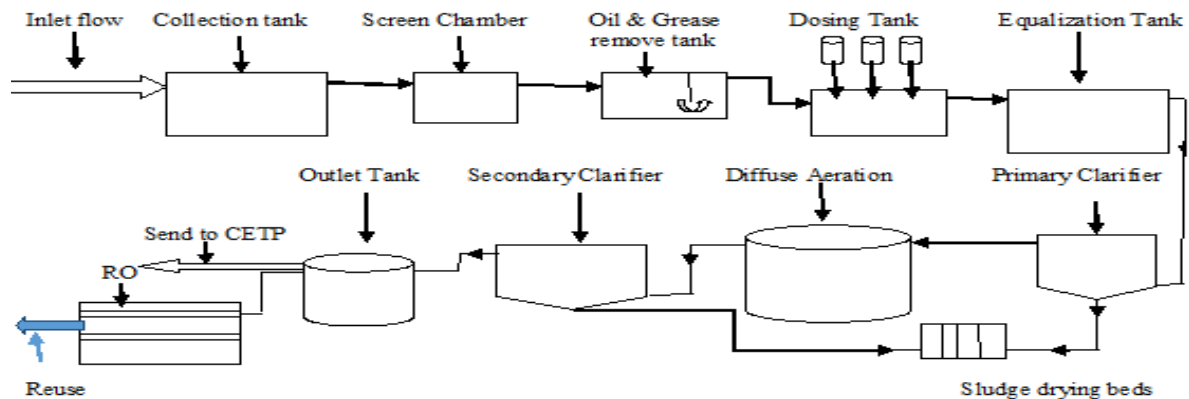 Inlet flow
Collection tank
Screen Chamber
Oil & Grease
remove tank
Dosing Tank
Equalization Tank
Outlet Tank
Secondary Clarifier
Diffuse Aeration
Primary Clarifier
Send to CETP
RO
Reuse
Sludge drying beds